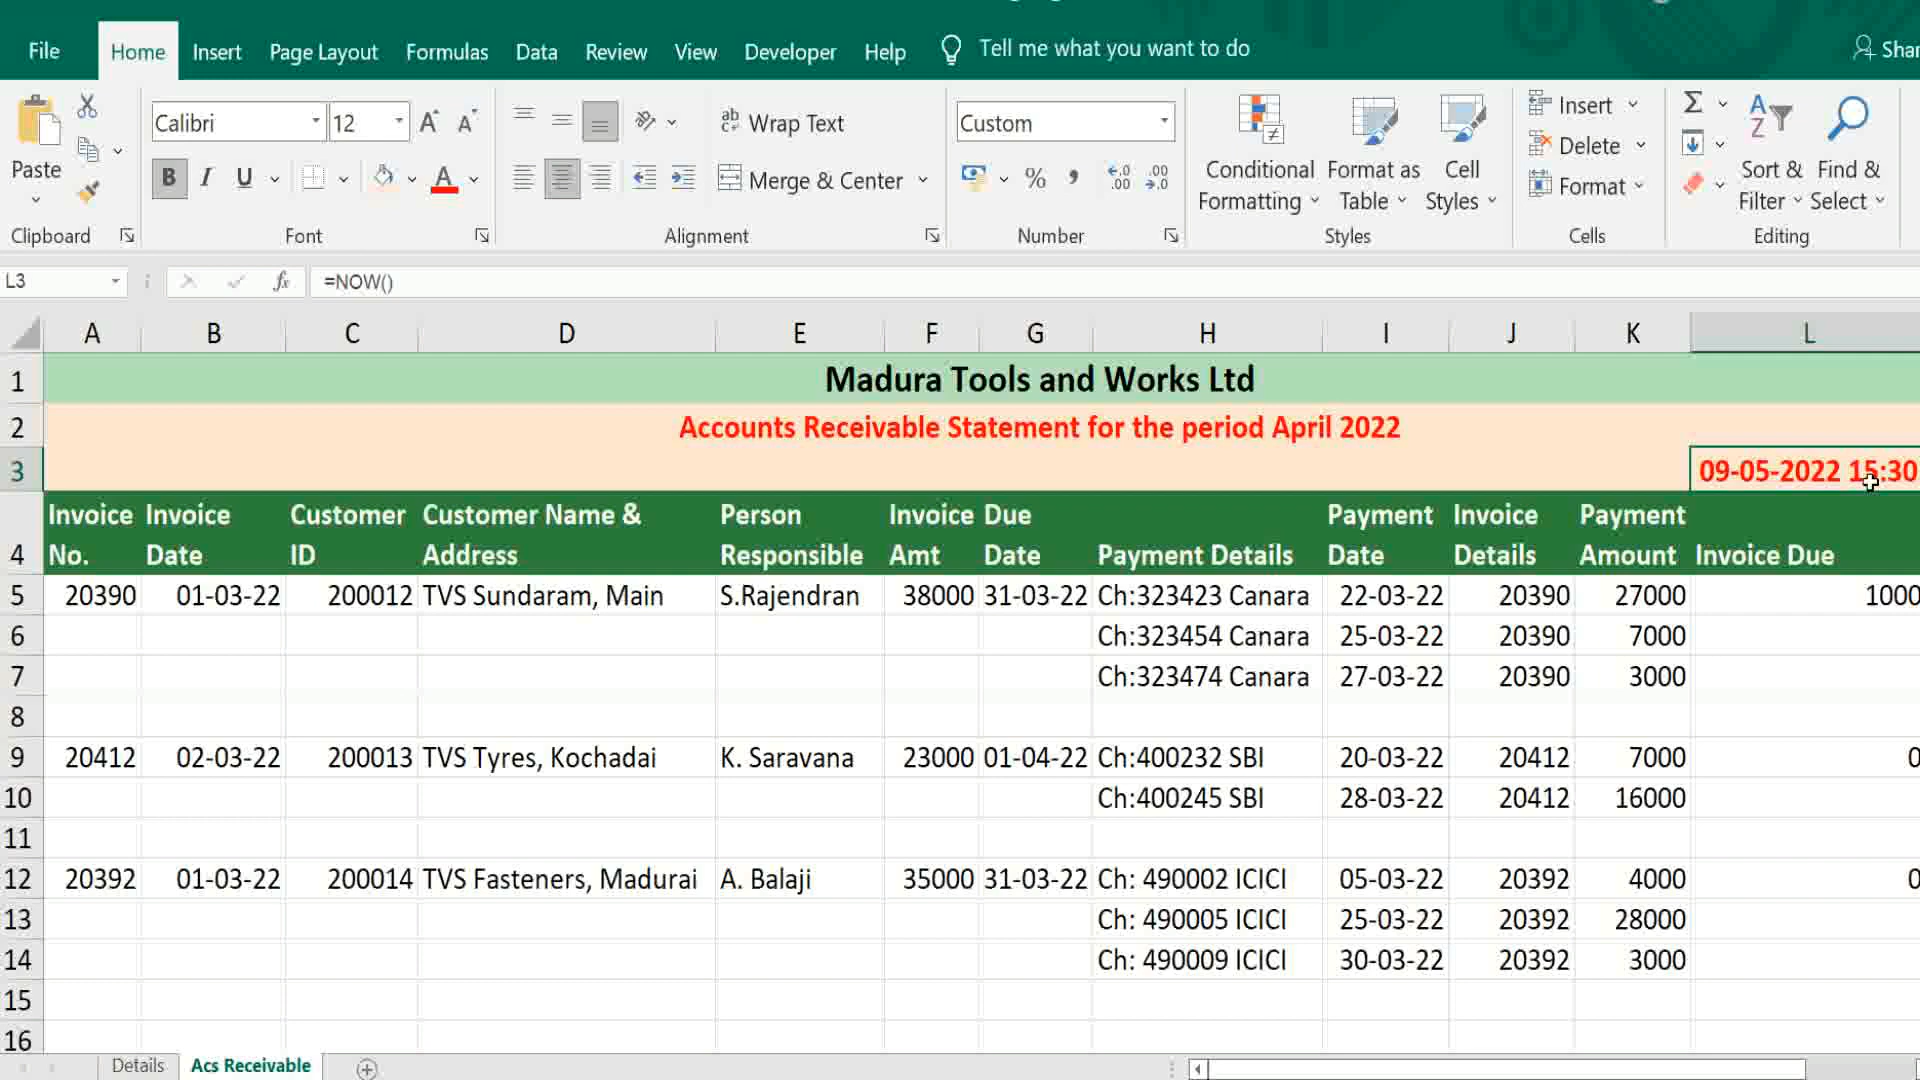 File Home Insert Page Layout Formulas Data Review View Developer Help Tell me what you want to do
Paste
Clipboard
Calibri 12
B I U A
Font
ab Wrap Text
Merge & Center
Alignment
Custom
% , .00 .00
Number
Conditional Formatting
Format as Table
Cell Styles
Styles
Insert
Delete
Format
Cells
Σ
Sort & Filter
Find & Select
Editing
L3 fx =NOW()
A B C D E F G H I J K L
1 Madura Tools and Works Ltd
2 Accounts Receivable Statement for the period April 2022
3 09-05-2022 15:30
4 Invoice No. Invoice Date Customer ID Customer Name & Address Person Responsible Invoice Amt Due Date Payment Details Payment Date Invoice Details Payment Amount Invoice Due
5 20390 01-03-22 200012 TVS Sundaram, Main S.Rajendran 38000 31-03-22 Ch:323423 Canara 22-03-22 20390 27000 1000
6 Ch:323454 Canara 25-03-22 20390 7000
7 Ch:323474 Canara 27-03-22 20390 3000
8
9 20412 02-03-22 200013 TVS Tyres, Kochadai K. Saravana 23000 01-04-22 Ch:400232 SBI 20-03-22 20412 7000 0
10 Ch:400245 SBI 28-03-22 20412 16000
11
12 20392 01-03-22 200014 TVS Fasteners, Madurai A. Balaji 35000 31-03-22 Ch: 490002 ICICI 05-03-22 20392 4000 0
13 Ch: 490005 ICICI 25-03-22 20392 28000
14 Ch: 490009 ICICI 30-03-22 20392 3000
15
16
Details Acs Receivable